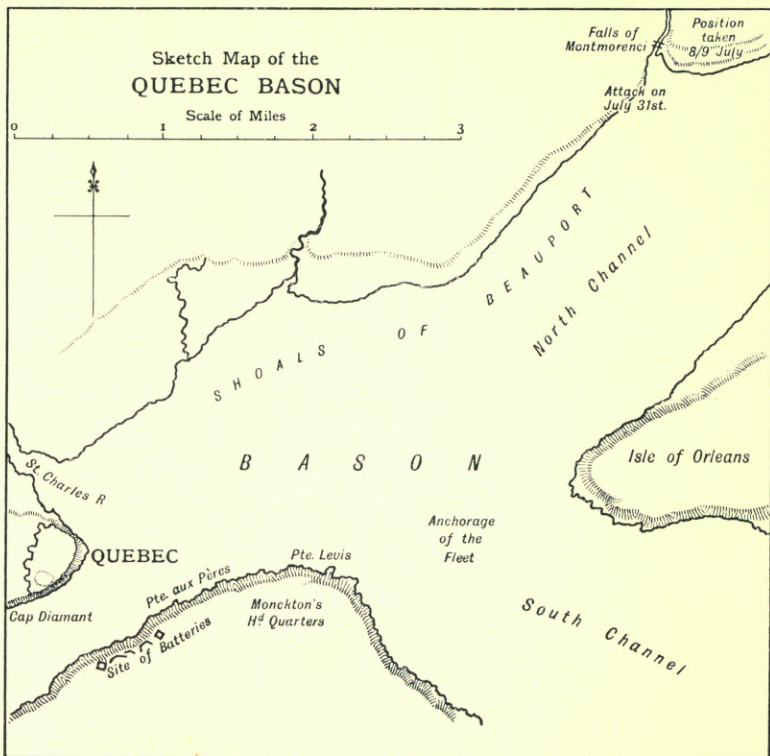 Sketch Map of the
QUEBEC BASON
Scale of Miles
0 1 2 3
Falls of
Montmorenci
Position
taken
8/9 July
Attack on
July 31st.
SHOALS OF BEAUPORT
North Channel
BASON
Isle of Orleans
St. Charles R
QUEBEC
Cap Diamant
Anchorage
of the
Fleet
Pte. Levis
Pte. aux Pères
Monckton's
Hd Quarters
Site of Batteries
South Channel